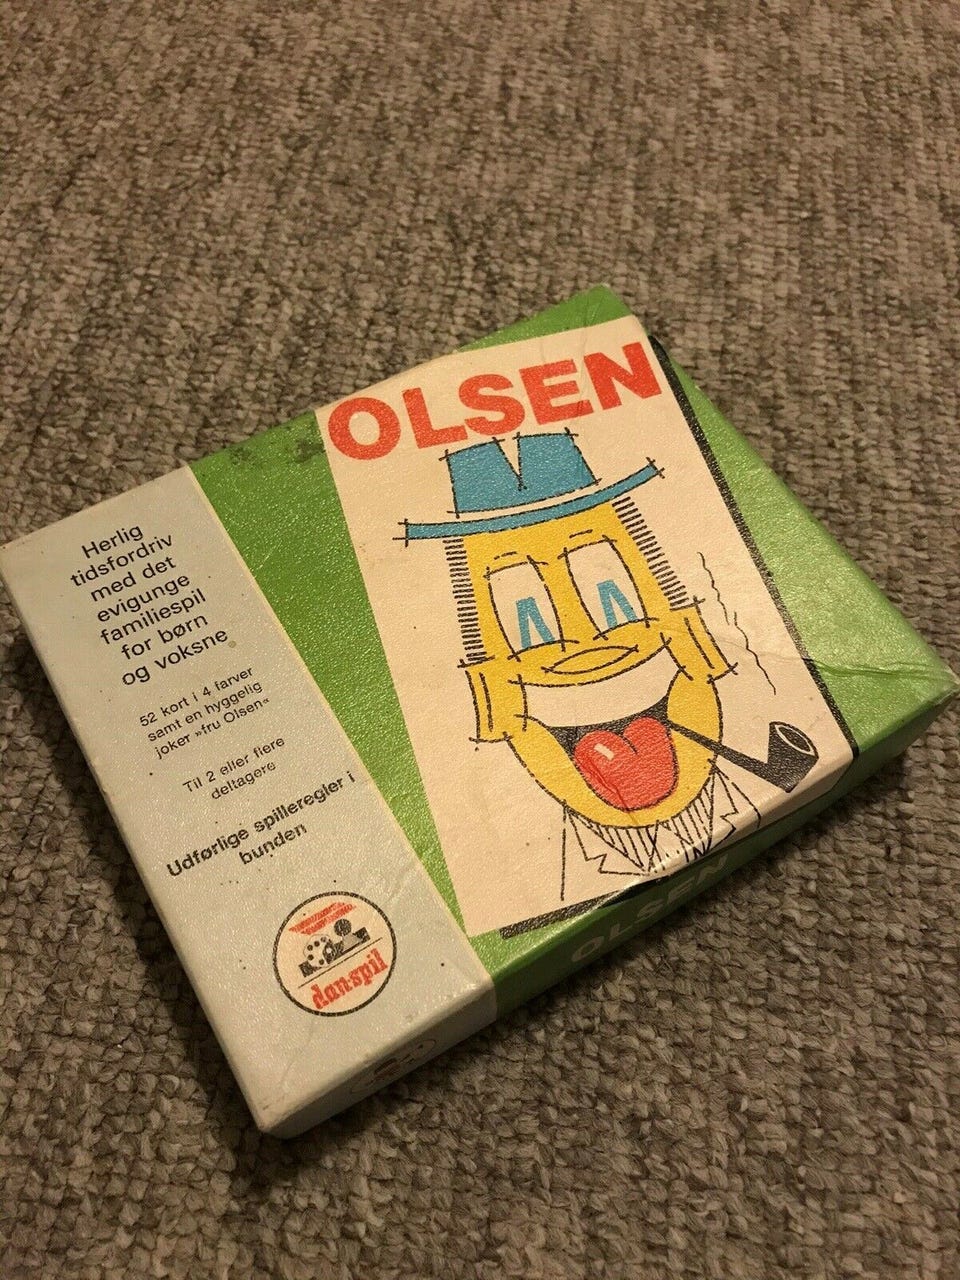 OLSEN
Herlig
tidsfordriv
med det
evigunge
familiespil
for børn
og voksne
52 kort i 4 farver
samt en hyggelig
joker »fru Olsen«
Til 2 eller flere
deltagere
Udførlige spilleregler i
bunden
dan-spil
OLSEN